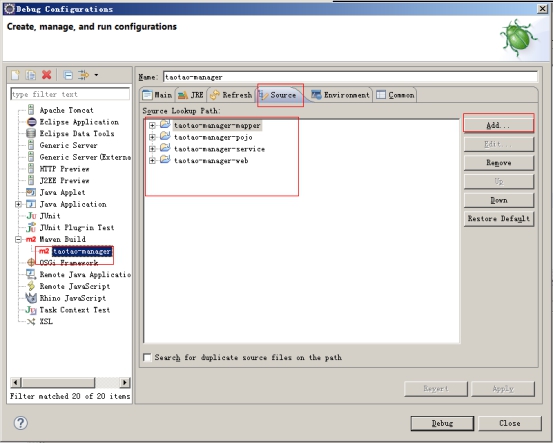 Debug Configurations
Create, manage, and run configurations
Name: taotao-manager
type filter text
Main JRE Refresh Source Environment Common
Source Lookup Path:
Apache Tomcat
Eclipse Application
Eclipse Data Tools
Generic Server
Generic Server(Externa
HTTP Preview
J2EE Preview
Java Applet
Java Application
JUnit
JUnit Plug-in Test
Maven Build
taotao-manager
OSGi Framework
Remote Java Applicatio
Remote JavaScript
Rhino JavaScript
Task Context Test
XSL
taotao-manager-mapper
taotao-manager-pojo
taotao-manager-service
taotao-manager-web
Add...
Edit...
Remove
Up
Down
Restore Default
Search for duplicate source files on the path
Filter matched 20 of 20 items
Revert Apply
Debug Close